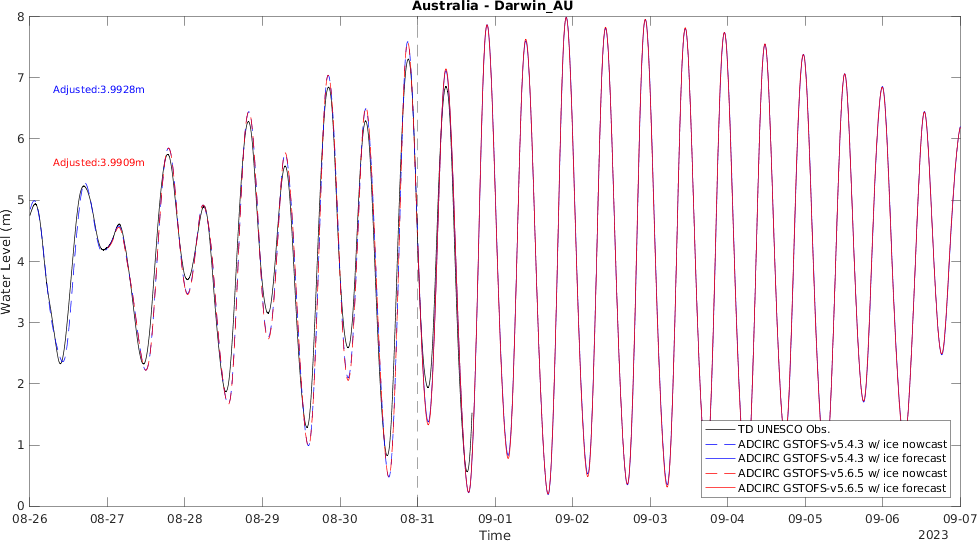 Australia - Darwin_AU
8
7
6
5
4
3
2
1
0
Water Level (m)
Adjusted:3.9928m
Adjusted:3.9909m
TD UNESCO Obs.
ADCIRC GSTOFS-v5.4.3 w/ ice nowcast
ADCIRC GSTOFS-v5.4.3 w/ ice forecast
ADCIRC GSTOFS-v5.6.5 w/ ice nowcast
ADCIRC GSTOFS-v5.6.5 w/ ice forecast
08-26 08-27 08-28 08-29 08-30 08-31 09-01 09-02 09-03 09-04 09-05 09-06 09-07
Time
2023